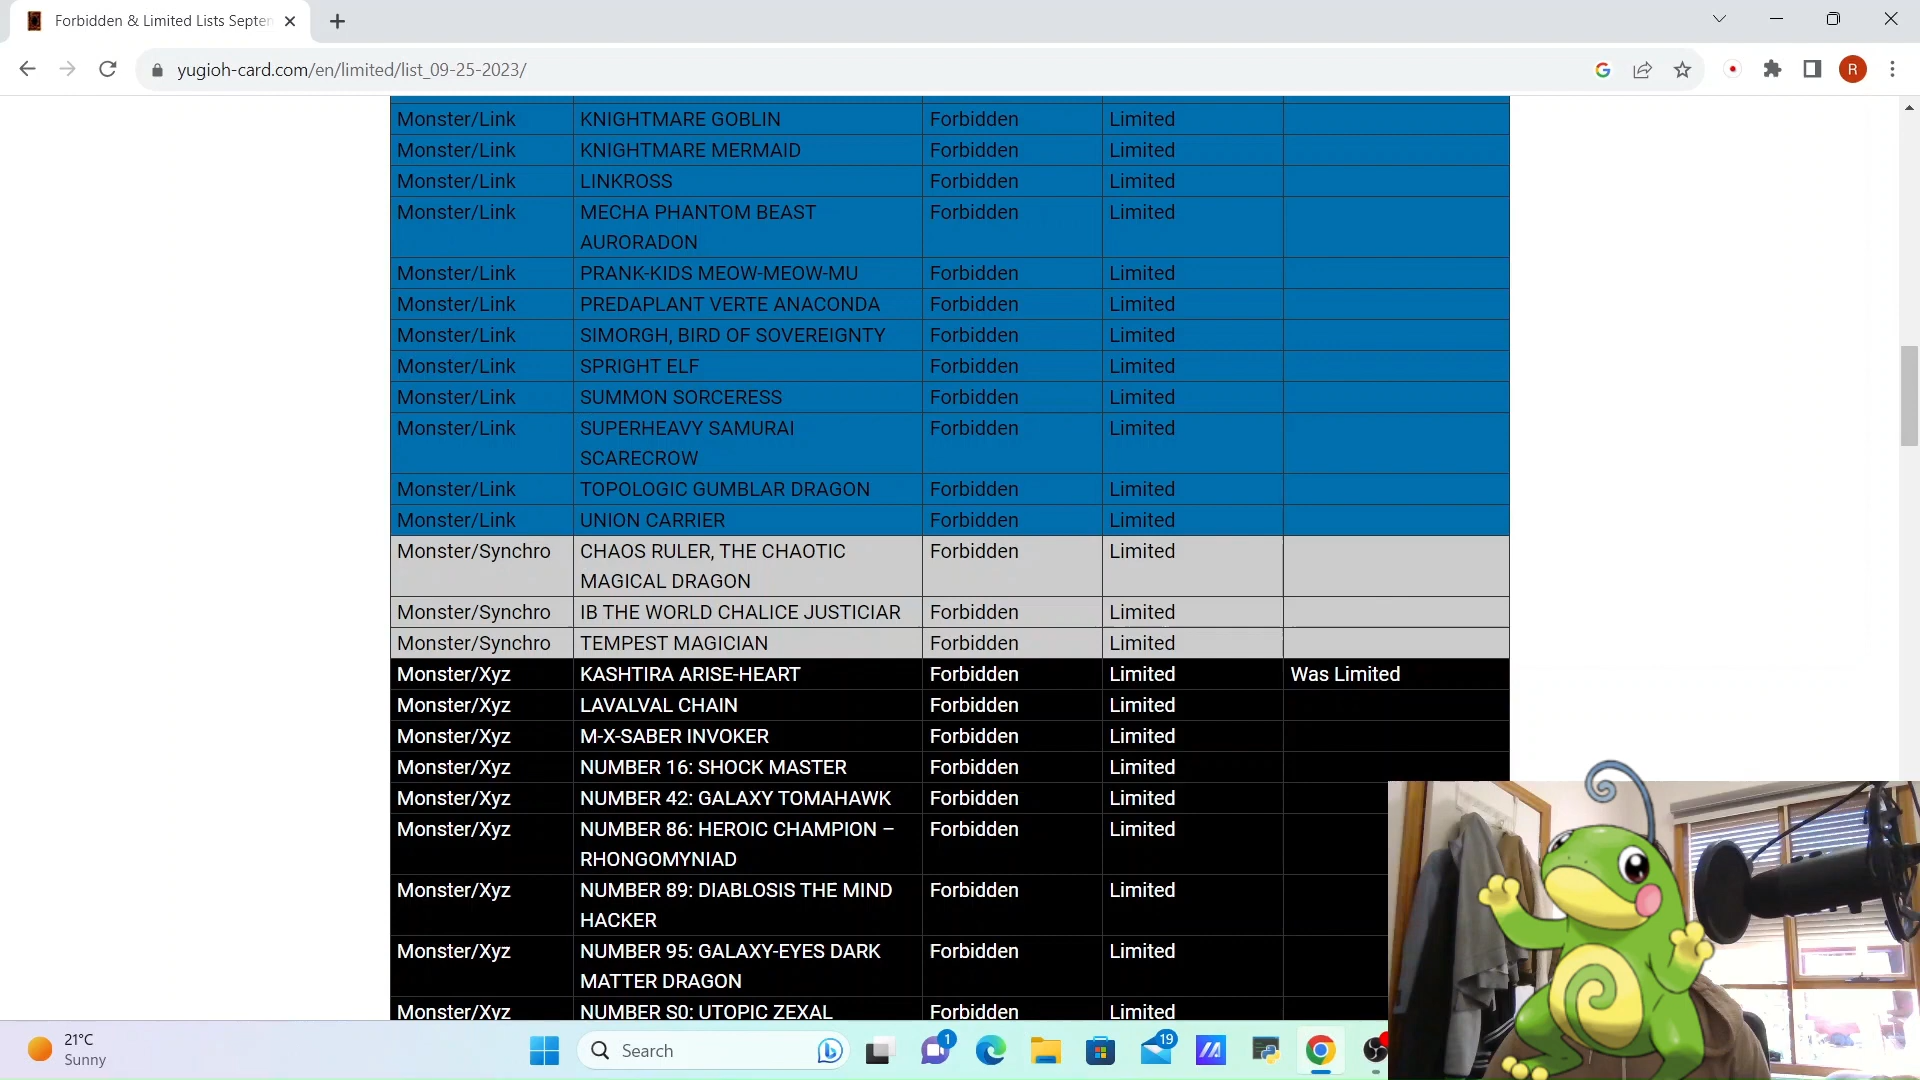 Forbidden & Limited Lists Septen
yugioh-card.com/en/limited/list_09-25-2023/
R
Monster/Link KNIGHTMARE GOBLIN Forbidden Limited
Monster/Link KNIGHTMARE MERMAID Forbidden Limited
Monster/Link LINKROSS Forbidden Limited
Monster/Link MECHA PHANTOM BEAST Forbidden Limited
AURORADON
Monster/Link PRANK-KIDS MEOW-MEOW-MU Forbidden Limited
Monster/Link PREDAPLANT VERTE ANACONDA Forbidden Limited
Monster/Link SIMORGH, BIRD OF SOVEREIGNTY Forbidden Limited
Monster/Link SPRIGHT ELF Forbidden Limited
Monster/Link SUMMON SORCERESS Forbidden Limited
Monster/Link SUPERHEAVY SAMURAI Forbidden Limited
SCARECROW
Monster/Link TOPOLOGIC GUMBLAR DRAGON Forbidden Limited
Monster/Link UNION CARRIER Forbidden Limited
Monster/Synchro CHAOS RULER, THE CHAOTIC Forbidden Limited
MAGICAL DRAGON
Monster/Synchro IB THE WORLD CHALICE JUSTICIAR Forbidden Limited
Monster/Synchro TEMPEST MAGICIAN Forbidden Limited
Monster/Xyz KASHTIRA ARISE-HEART Forbidden Limited Was Limited
Monster/Xyz LAVALVAL CHAIN Forbidden Limited
Monster/Xyz M-X-SABER INVOKER Forbidden Limited
Monster/Xyz NUMBER 16: SHOCK MASTER Forbidden Limited
Monster/Xyz NUMBER 42: GALAXY TOMAHAWK Forbidden Limited
Monster/Xyz NUMBER 86: HEROIC CHAMPION – Forbidden Limited
RHONGOMYNIAD
Monster/Xyz NUMBER 89: DIABLOSIS THE MIND Forbidden Limited
HACKER
Monster/Xyz NUMBER 95: GALAXY-EYES DARK Forbidden Limited
MATTER DRAGON
Monster/Xyz NUMBER S0: UTOPIC ZEXAL Forbidden Limited
21°C
Sunny
Search
1
19